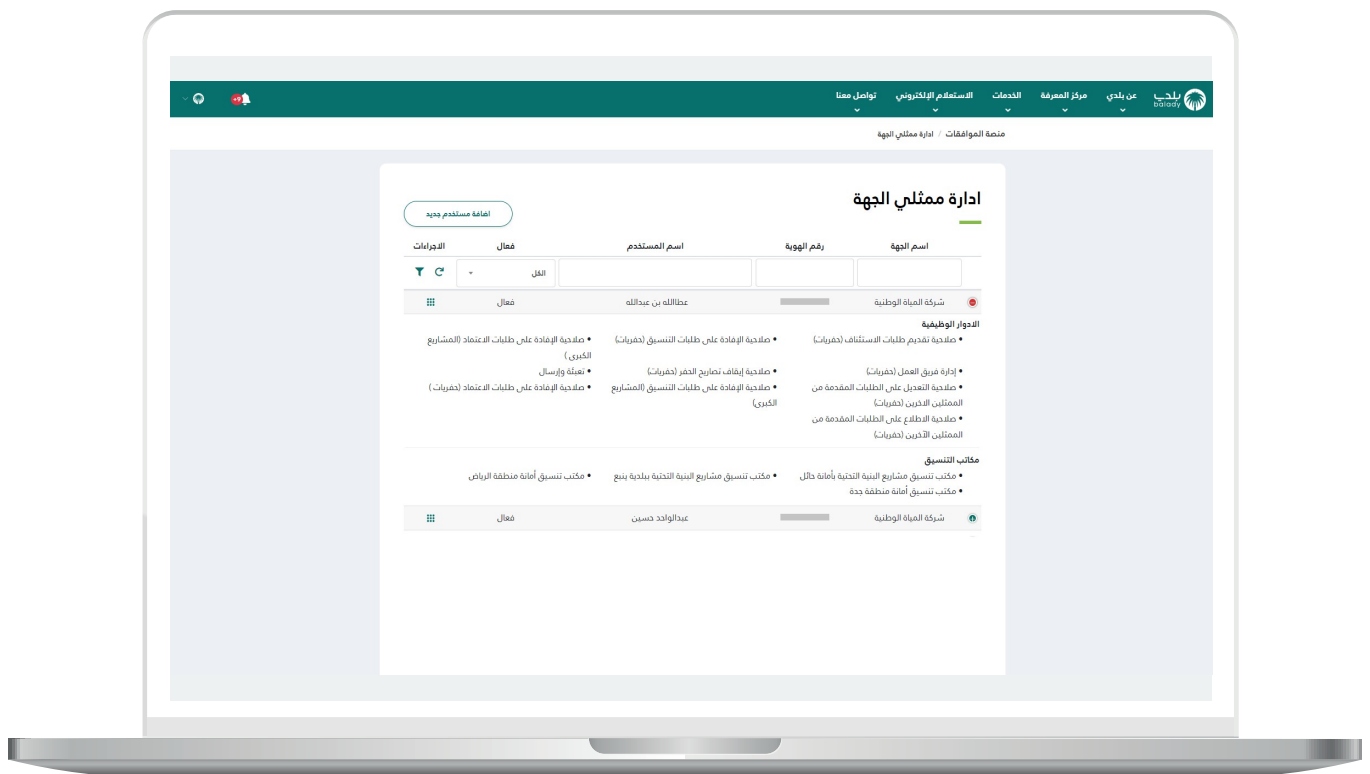 بلدي
balady
عن بلدي
مركز المعرفة
الخدمات
الاستعلام الإلكتروني
تواصل معنا
+9
منصة الموافقات / ادارة ممثلي الجهة
ادارة ممثلي الجهة
اضافة مستخدم جديد
اسم الجهة رقم الهوية اسم المستخدم فعال الاجراءات
الكل
شركة المياة الوطنية عطاالله بن عبدالله فعال
الادوار الوظيفية
• صلاحية تقديم طلبات الاستئناف (حفريات)
• صلاحية الإفادة على طلبات التنسيق (حفريات)
• صلاحية الإفادة على طلبات الاعتماد (المشاريع
الكبرى )
• إدارة فريق العمل (حفريات)
• صلاحية إيقاف تصاريح الحفر (حفريات)
• تعبئة وإرسال
• صلاحية التعديل على الطلبات المقدمة من
الممثلين الاخرين (حفريات)
• صلاحية الإفادة على طلبات التنسيق (المشاريع
الكبرى)
• صلاحية الإفادة على طلبات الاعتماد (حفريات )
• صلاحية الاطلاع على الطلبات المقدمة من
الممثلين الآخرين (حفريات)
مكاتب التنسيق
• مكتب تنسيق مشاريع البنية التحتية بأمانة حائل
• مكتب تنسيق مشاريع البنية التحتية ببلدية ينبع
• مكتب تنسيق أمانة منطقة الرياض
• مكتب تنسيق أمانة منطقة جدة
شركة المياة الوطنية عبدالواحد حسين فعال